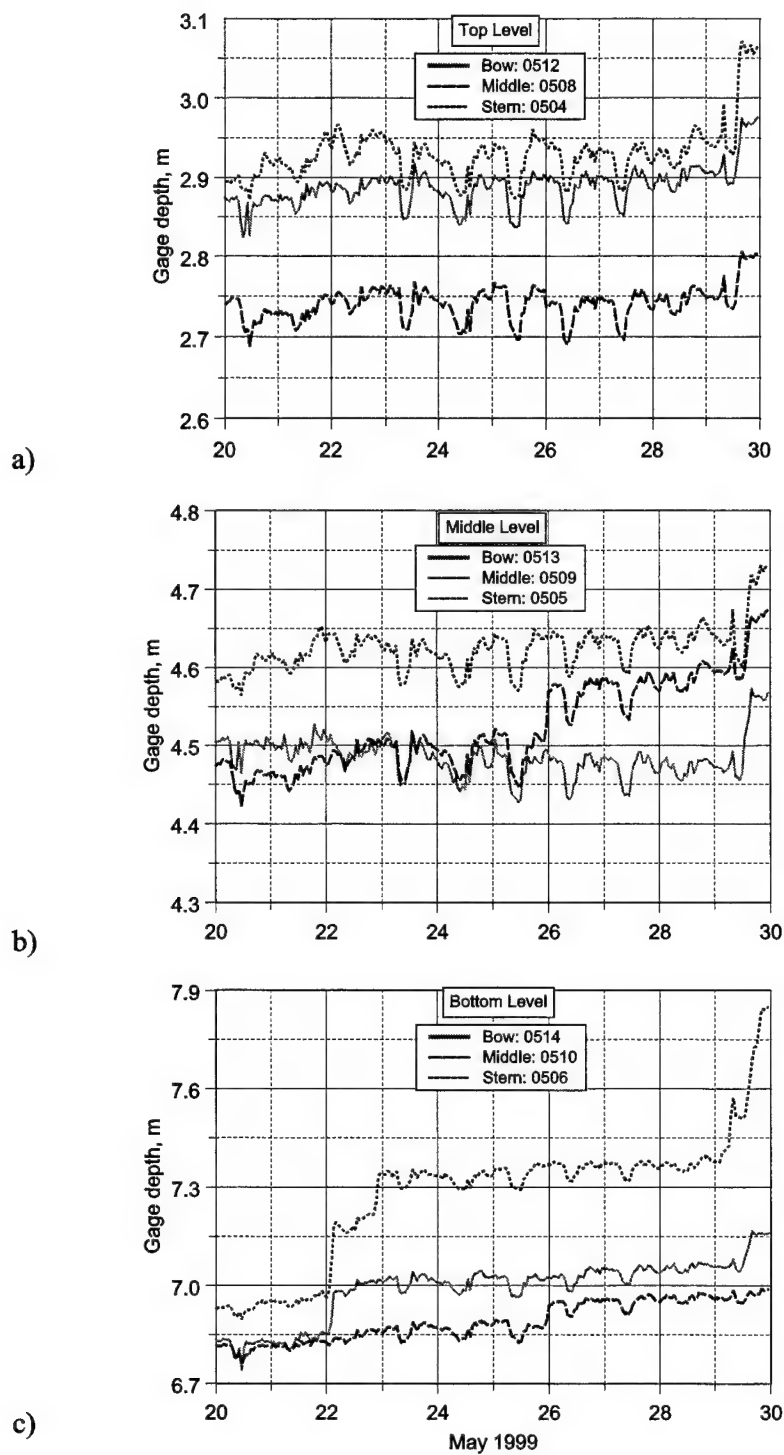 3.1
Top Level
Bow: 0512
Middle: 0508
Stern: 0504
3.0
2.9
2.8
2.7
2.6
Gage depth, m
20 22 24 26 28 30
a)
4.8
Middle Level
Bow: 0513
Middle: 0509
Stern: 0505
4.7
4.6
4.5
4.4
4.3
Gage depth, m
20 22 24 26 28 30
b)
7.9
Bottom Level
Bow: 0514
Middle: 0510
Stern: 0506
7.6
7.3
7.0
6.7
Gage depth, m
20 22 24 26 28 30
c)
May 1999